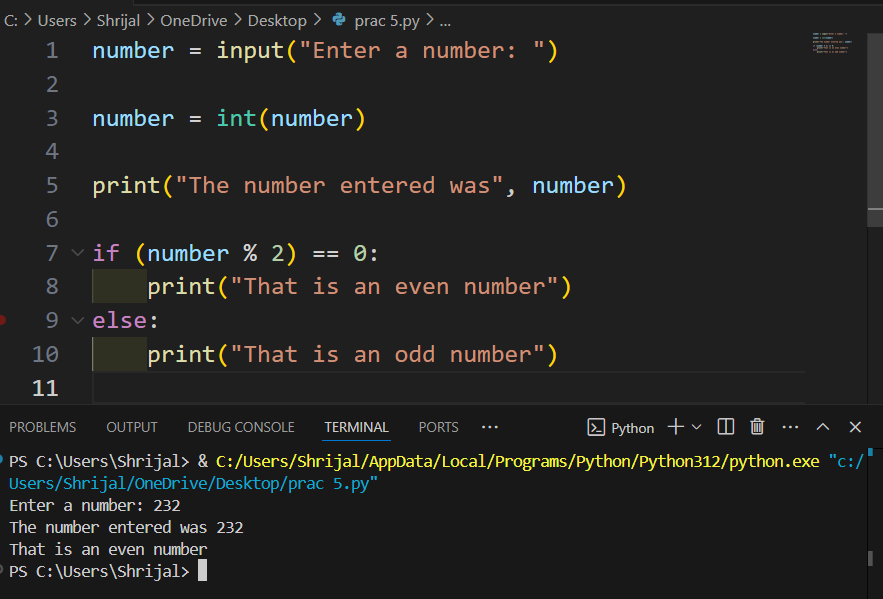 C: > Users > Shrijal > OneDrive > Desktop > prac 5.py > ...
1 number = input("Enter a number: ")
2
3 number = int(number)
4
5 print("The number entered was", number)
6
7 if (number % 2) == 0:
8     print("That is an even number")
9 else:
10     print("That is an odd number")
11
PROBLEMS OUTPUT DEBUG CONSOLE TERMINAL PORTS ... Python
PS C:\Users\Shrijal> & C:/Users/Shrijal/AppData/Local/Programs/Python/Python312/python.exe "c:/
Users/Shrijal/OneDrive/Desktop/prac 5.py"
Enter a number: 232
The number entered was 232
That is an even number
PS C:\Users\Shrijal>